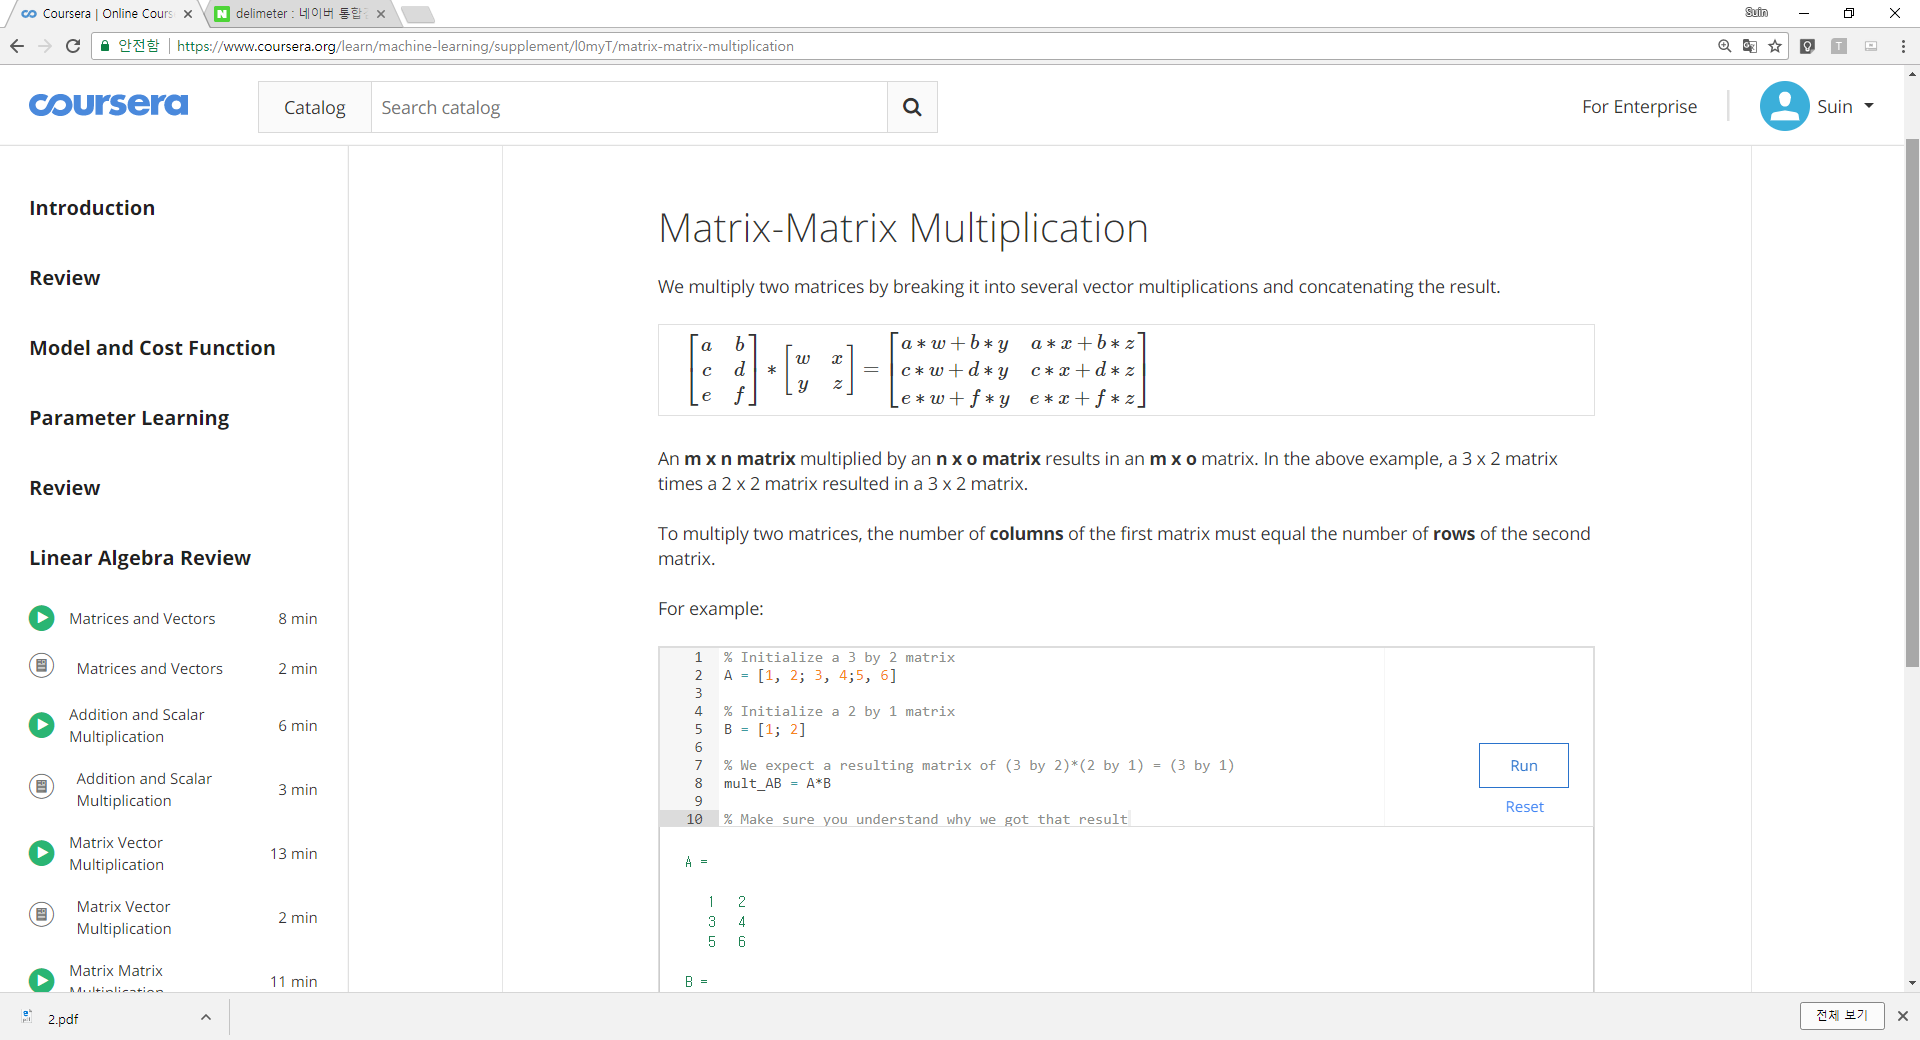 Coursera | Online Cours
delimeter : 네이버 통합
Suin
안전함
https://www.coursera.org/learn/machine-learning/supplement/l0myT/matrix-matrix-multiplication
coursera
Catalog
Search catalog
For Enterprise
Suin
Introduction
Review
Model and Cost Function
Parameter Learning
Review
Linear Algebra Review
Matrices and Vectors 8 min
Matrices and Vectors 2 min
Addition and Scalar
Multiplication
6 min
Addition and Scalar
Multiplication
3 min
Matrix Vector
Multiplication
13 min
Matrix Vector
Multiplication
2 min
Matrix Matrix
Multiplication
11 min
Matrix-Matrix Multiplication
We multiply two matrices by breaking it into several vector multiplications and concatenating the result.
a b
c d
e f
*
w x
y z
=
a * w + b * y a * x + b * z
c * w + d * y c * x + d * z
e * w + f * y e * x + f * z
An m x n matrix multiplied by an n x o matrix results in an m x o matrix. In the above example, a 3 x 2 matrix
times a 2 x 2 matrix resulted in a 3 x 2 matrix.
To multiply two matrices, the number of columns of the first matrix must equal the number of rows of the second
matrix.
For example:
1 % Initialize a 3 by 2 matrix
2 A = [1, 2; 3, 4;5, 6]
3
4 % Initialize a 2 by 1 matrix
5 B = [1; 2]
6
7 % We expect a resulting matrix of (3 by 2)*(2 by 1) = (3 by 1)
8 mult_AB = A*B
9
10 % Make sure you understand why we got that result
Run
Reset
A =
1 2
3 4
5 6
B =
2.pdf
전체 보기